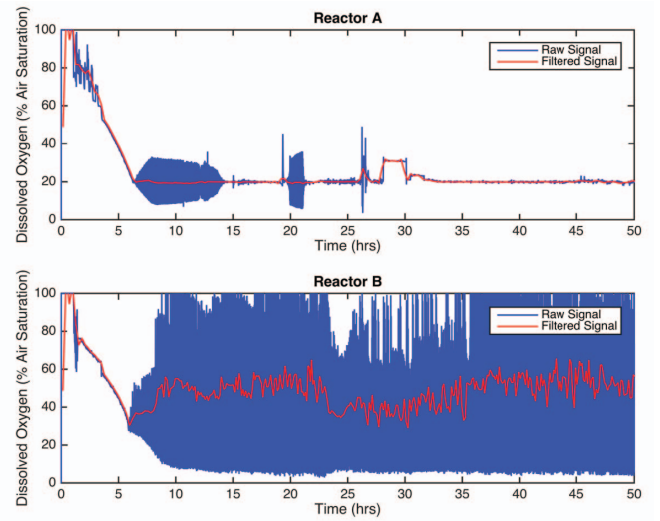 Reactor A
Dissolved Oxygen (% Air Saturation)
100
80
60
40
20
0
Raw Signal
Filtered Signal
0 5 10 15 20 25 30 35 40 45 50
Time (hrs)
Reactor B
Dissolved Oxygen (% Air Saturation)
100
80
60
40
20
0
Raw Signal
Filtered Signal
0 5 10 15 20 25 30 35 40 45 50
Time (hrs)